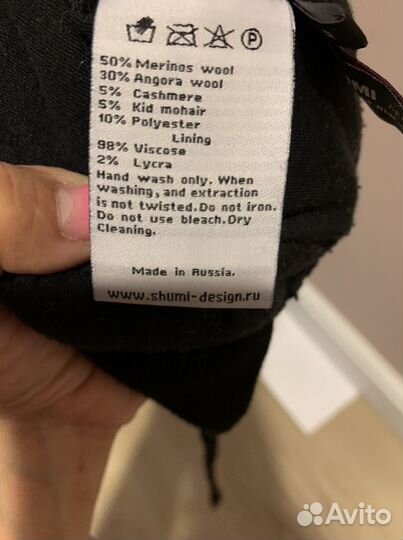 P
50% Merinos wool
30% Angora wool
5% Cashmere
5% Kid mohair
10% Polyester
Lining
98% Viscose
2% Lycra
Hand wash only. When
washing, and extraction
is not twisted.Do not iron.
Do not use bleach.Dry
Cleaning.
Made in Russia.
www.shumi-design.ru
Avito